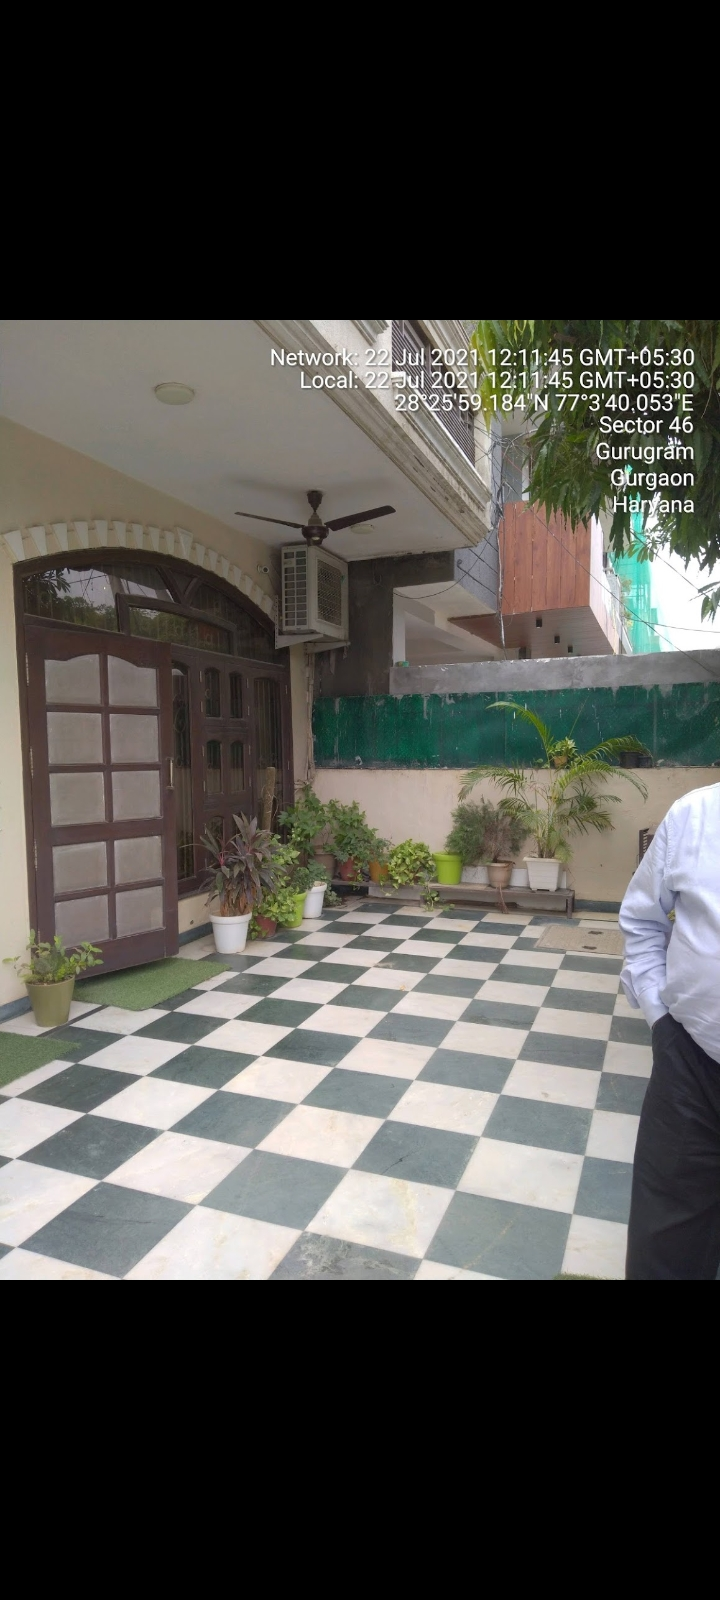 Network: 22 Jul 2021 12:11:45 GMT+05:30
Local: 22 Jul 2021 12:11:45 GMT+05:30
28°25'59.184"N 77°3'40.053"E
Sector 46
Gurugram
Gurgaon
Haryana